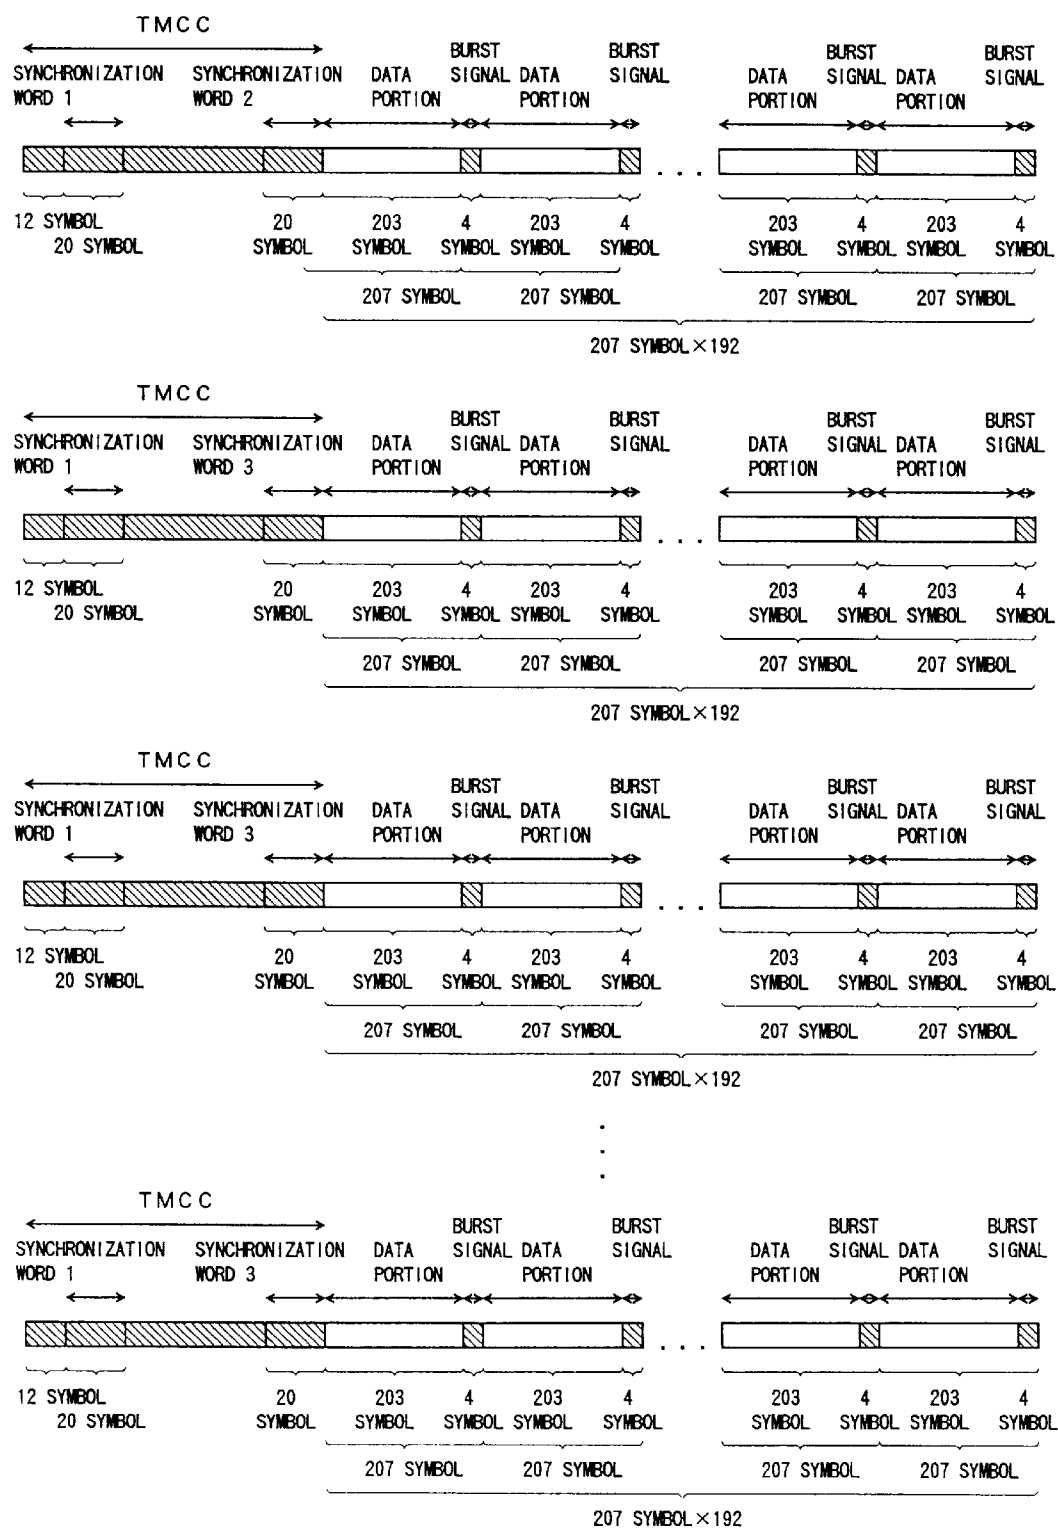 TMCC
BURST BURST BURST BURST
SYNCHRONIZATION SYNCHRONIZATION DATA SIGNAL DATA SIGNAL DATA SIGNAL DATA SIGNAL
WORD 1 WORD 2 PORTION PORTION PORTION PORTION
. . .
12 SYMBOL 20 203 4 203 4 203 4 203 4
20 SYMBOL SYMBOL SYMBOL SYMBOL SYMBOL SYMBOL SYMBOL SYMBOL SYMBOL SYMBOL
207 SYMBOL 207 SYMBOL 207 SYMBOL 207 SYMBOL
207 SYMBOL×192
TMCC
BURST BURST BURST BURST
SYNCHRONIZATION SYNCHRONIZATION DATA SIGNAL DATA SIGNAL DATA SIGNAL DATA SIGNAL
WORD 1 WORD 3 PORTION PORTION PORTION PORTION
. . .
12 SYMBOL 20 203 4 203 4 203 4 203 4
20 SYMBOL SYMBOL SYMBOL SYMBOL SYMBOL SYMBOL SYMBOL SYMBOL SYMBOL SYMBOL
207 SYMBOL 207 SYMBOL 207 SYMBOL 207 SYMBOL
207 SYMBOL×192
TMCC
BURST BURST BURST BURST
SYNCHRONIZATION SYNCHRONIZATION DATA SIGNAL DATA SIGNAL DATA SIGNAL DATA SIGNAL
WORD 1 WORD 3 PORTION PORTION PORTION PORTION
. . .
12 SYMBOL 20 203 4 203 4 203 4 203 4
20 SYMBOL SYMBOL SYMBOL SYMBOL SYMBOL SYMBOL SYMBOL SYMBOL SYMBOL SYMBOL
207 SYMBOL 207 SYMBOL 207 SYMBOL 207 SYMBOL
207 SYMBOL×192
.
.
.
TMCC
BURST BURST BURST BURST
SYNCHRONIZATION SYNCHRONIZATION DATA SIGNAL DATA SIGNAL DATA SIGNAL DATA SIGNAL
WORD 1 WORD 3 PORTION PORTION PORTION PORTION
. . .
12 SYMBOL 20 203 4 203 4 203 4 203 4
20 SYMBOL SYMBOL SYMBOL SYMBOL SYMBOL SYMBOL SYMBOL SYMBOL SYMBOL SYMBOL
207 SYMBOL 207 SYMBOL 207 SYMBOL 207 SYMBOL
207 SYMBOL×192